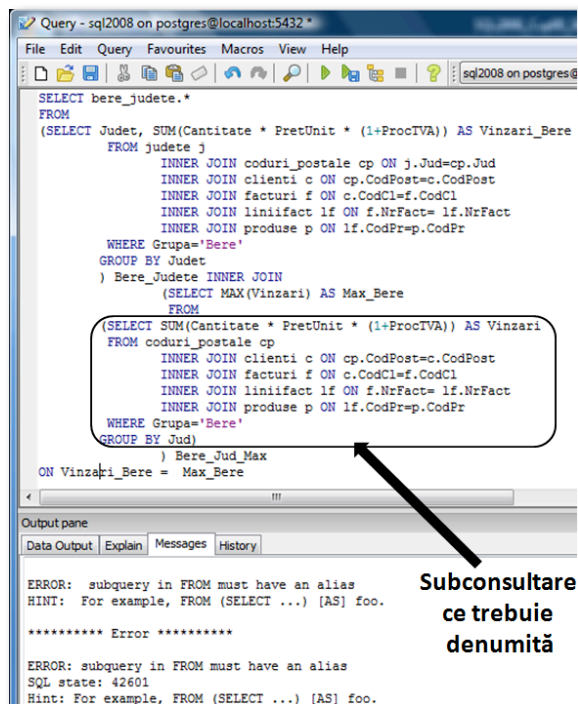 Query - sql2008 on postgres@localhost:5432 *
File Edit Query Favourites Macros View Help
sql2008 on postgres@
SELECT bere_judete.*
FROM
(SELECT Judet, SUM(Cantitate * PretUnit * (1+ProcTVA)) AS Vinzari_Bere
FROM judete j
INNER JOIN coduri_postale cp ON j.Jud=cp.Jud
INNER JOIN clienti c ON cp.CodPost=c.CodPost
INNER JOIN facturi f ON c.CodCl=f.CodCl
INNER JOIN liniifact lf ON f.NrFact= lf.NrFact
INNER JOIN produse p ON lf.CodPr=p.CodPr
WHERE Grupa='Bere'
GROUP BY Judet
) Bere_Judete INNER JOIN
(SELECT MAX(Vinzari) AS Max_Bere
FROM
(SELECT SUM(Cantitate * PretUnit * (1+ProcTVA)) AS Vinzari
FROM coduri_postale cp
INNER JOIN clienti c ON cp.CodPost=c.CodPost
INNER JOIN facturi f ON c.CodCl=f.CodCl
INNER JOIN liniifact lf ON f.NrFact= lf.NrFact
INNER JOIN produse p ON lf.CodPr=p.CodPr
WHERE Grupa='Bere'
GROUP BY Jud)
) Bere_Jud_Max
ON Vinzari_Bere = Max_Bere
Output pane
Data Output Explain Messages History
ERROR: subquery in FROM must have an alias
HINT: For example, FROM (SELECT ...) [AS] foo.
********** Error **********
ERROR: subquery in FROM must have an alias
SQL state: 42601
Hint: For example, FROM (SELECT ...) [AS] foo.
Subconsultare
ce trebuie
denumită